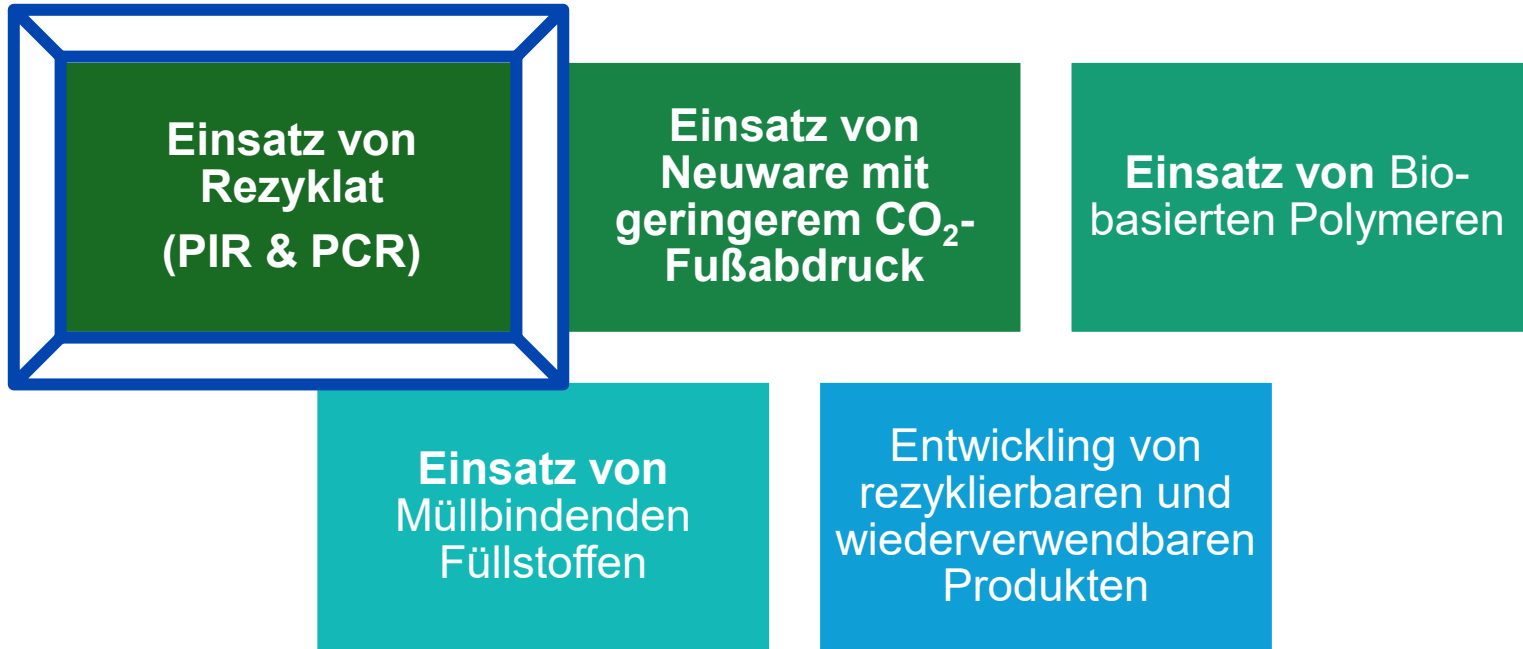 Einsatz von
Rezyklat
(PIR & PCR)
Einsatz von
Neuware mit
geringerem CO₂-
Fußabdruck
Einsatz von Bio-
basierten Polymeren
Einsatz von
Müllbindenden
Füllstoffen
Entwickling von
rezyklierbaren und
wiederverwendbaren
Produkten